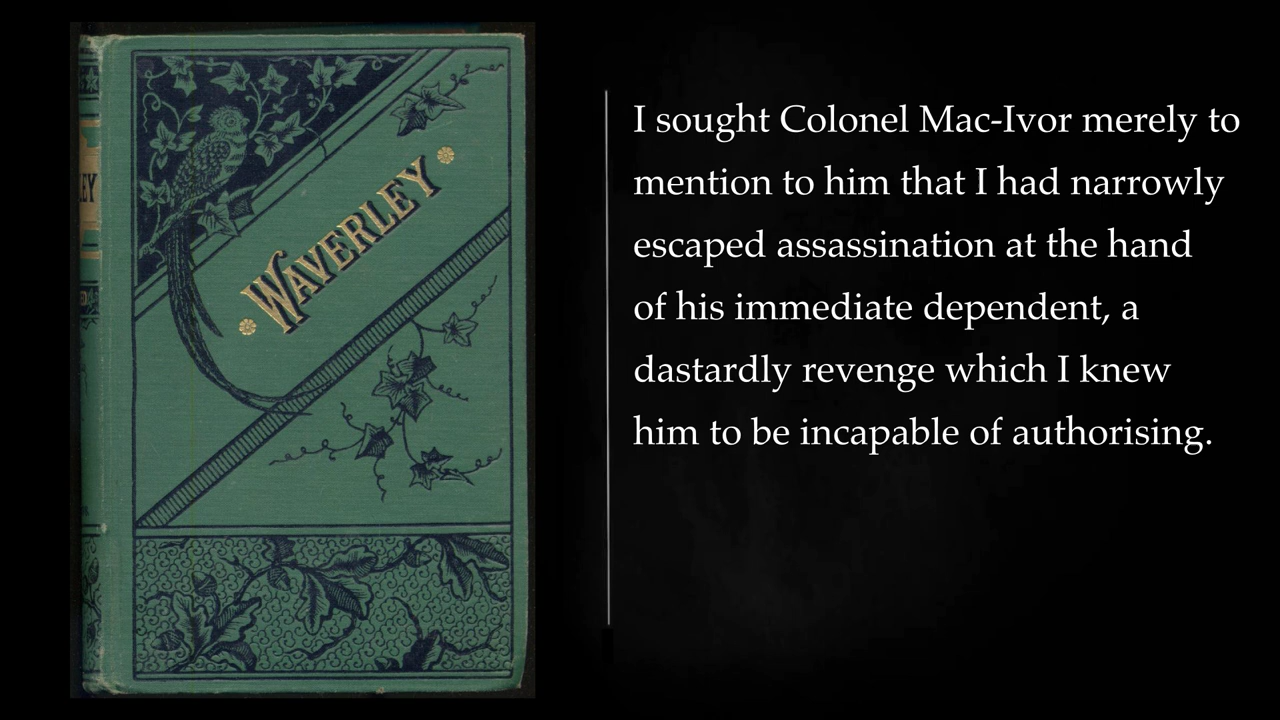 WAVERLEY
EY
I sought Colonel Mac-Ivor merely to
mention to him that I had narrowly
escaped assassination at the hand
of his immediate dependent, a
dastardly revenge which I knew
him to be incapable of authorising.